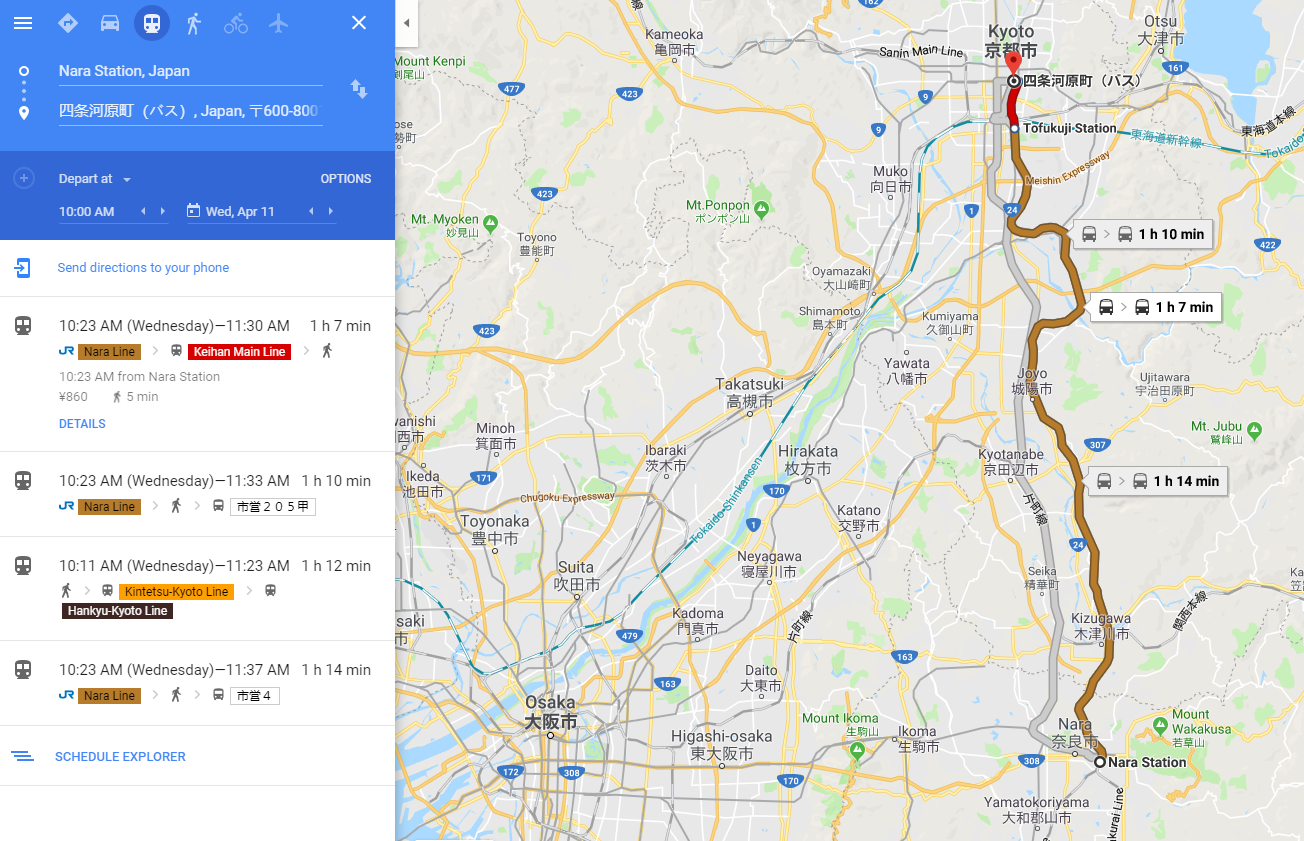 Nara Station, Japan
四条河原町（バス）, Japan, 〒600-800
Depart at
OPTIONS
10:00 AM
Wed, Apr 11
Send directions to your phone
10:23 AM (Wednesday)—11:30 AM 1 h 7 min
JR Nara Line Keihan Main Line
10:23 AM from Nara Station
¥860 5 min
DETAILS
10:23 AM (Wednesday)—11:33 AM 1 h 10 min
JR Nara Line 市営２０５甲
10:11 AM (Wednesday)—11:23 AM 1 h 12 min
Kintetsu-Kyoto Line
Hankyu-Kyoto Line
10:23 AM (Wednesday)—11:37 AM 1 h 14 min
JR Nara Line 市営４
SCHEDULE EXPLORER
162
Otsu
大津市
Kyoto
京都市
Kameoka
亀岡市
Sanin Main Line
Mount Kenpi
剣尾山
161
四条河原町（バス）
477
423
9
9
Tofukuji Station
東海道新幹線
東海道本線
Tokaido
Meishin Expressway
Muko
向日市
423
Mt.Ponpon
ポンポン山
1
24
Mt. Myoken
妙見山
Toyono
豊能町
1 h 10 min
422
Oyamazaki
大山崎町
Shimamoto
島本町
Kumiyama
久御山町
1 h 7 min
423
Yawata
八幡市
Joyo
城陽市
Ujitawara
宇治田原町
Takatsuki
高槻市
Minoh
箕面市
Mt. Jubu
鷲峰山
307
Ibaraki
茨木市
Hirakata
枚方市
Kyotanabe
京田辺市
Ikeda
池田市
171
170
1 h 14 min
Chugoku Expressway
Tokaido-Shinkansen
片町線
Toyonaka
豊中市
1
Katano
交野市
24
Neyagawa
寝屋川市
Suita
吹田市
Seika
精華町
Kadoma
門真市
片町線
Kizugawa
木津川市
関西本線
479
163
Daito
大東市
163
Osaka
大阪市
Mount Ikoma
生駒山
Ikoma
生駒市
Nara
奈良市
Mount
Wakakusa
若草山
Higashi-osaka
東大阪市
172
308
170
308
Nara Station
Yamatokoriyama
大和郡山市